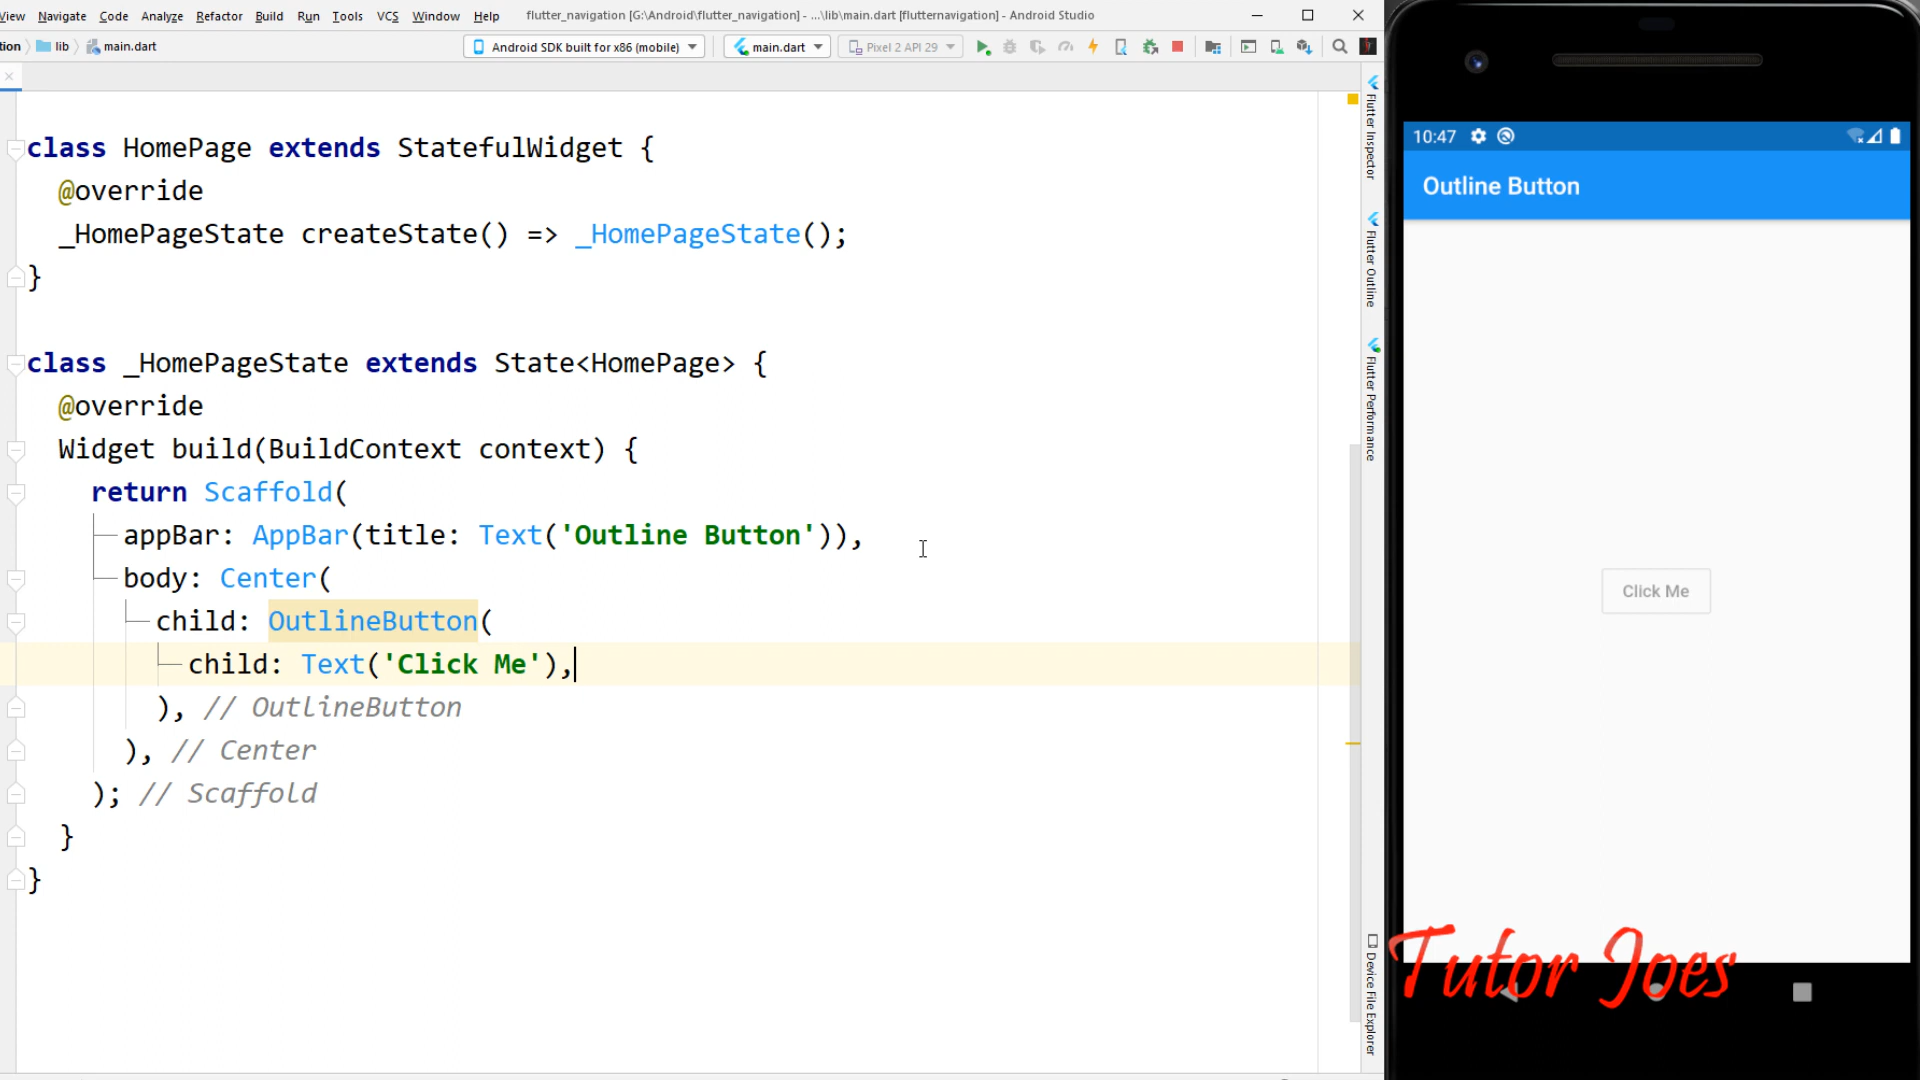 View Navigate Code Analyze Refactor Build Run Tools VCS Window Help flutter_navigation [G:\Android\flutter_navigation] - ...\lib\main.dart [flutternavigation] - Android Studio
tion lib main.dart Android SDK built for x86 (mobile) main.dart Pixel 2 API 29
class HomePage extends StatefulWidget {
@override
_HomePageState createState() => _HomePageState();
}
class _HomePageState extends State<HomePage> {
@override
Widget build(BuildContext context) {
return Scaffold(
appBar: AppBar(title: Text('Outline Button')),
body: Center(
child: OutlineButton(
child: Text('Click Me'),
), // OutlineButton
), // Center
); // Scaffold
}
}
Flutter Inspector
Flutter Outline
Flutter Performance
Device File Explorer
10:47
Outline Button
Click Me
Tutor Joes